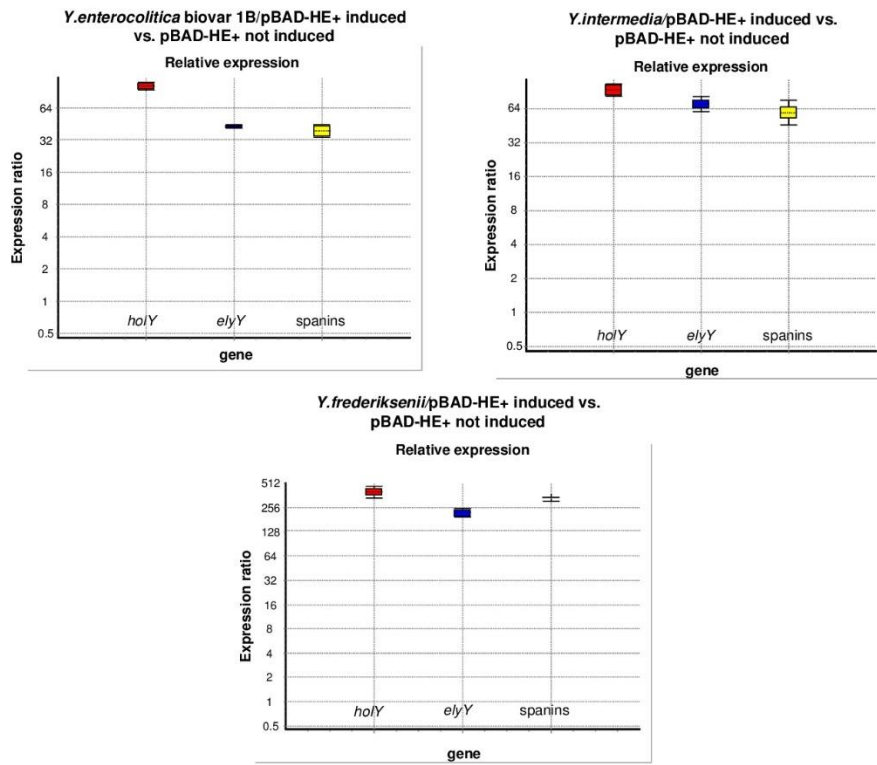 Y.enterocolitica biovar 1B/pBAD-HE+ induced
vs. pBAD-HE+ not induced
Relative expression
Expression ratio
64
32
16
8
4
2
1
0.5
holY elyY spanins
gene
Y.intermedia/pBAD-HE+ induced vs.
pBAD-HE+ not induced
Relative expression
Expression ratio
64
32
16
8
4
2
1
0.5
holY elyY spanins
gene
Y.frederiksenii/pBAD-HE+ induced vs.
pBAD-HE+ not induced
Relative expression
Expression ratio
512
256
128
64
32
16
8
4
2
1
0.5
holY elyY spanins
gene